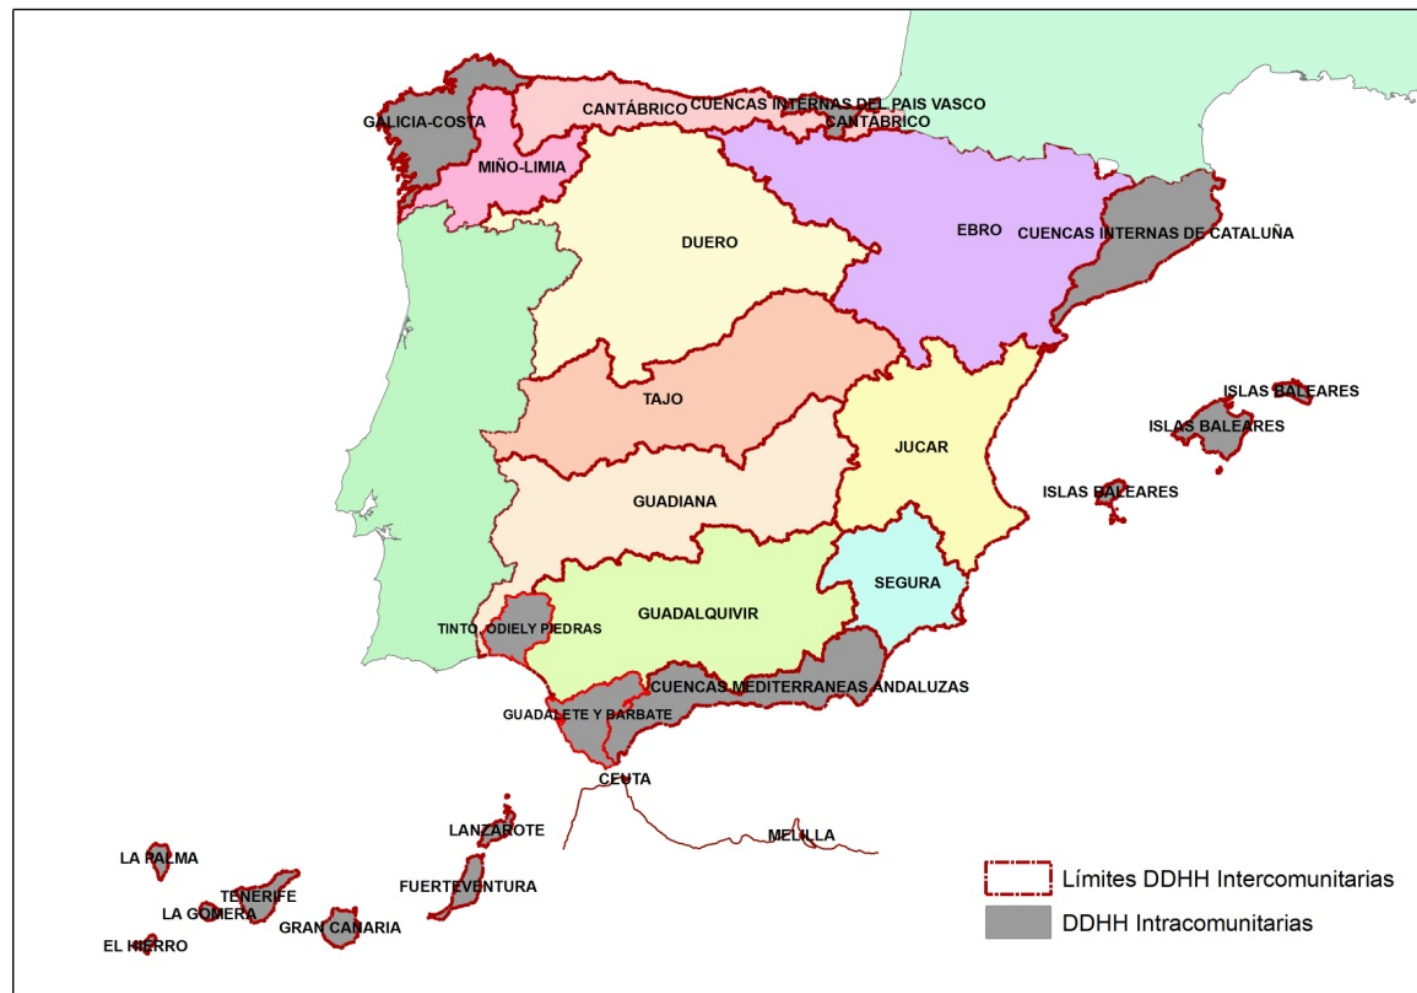 CANTÁBRICO
CUENCAS INTERNAS DEL PAIS VASCO
GALICIA-COSTA
CANTÁBRICO
MIÑO-LIMIA
EBRO
CUENCAS INTERNAS DE CATALUÑA
DUERO
ISLAS BALEARES
TAJO
ISLAS BALEARES
JUCAR
ISLAS BALEARES
GUADIANA
SEGURA
GUADALQUIVIR
TINTO, ODIELY PIEDRAS
CUENCAS MEDITERRANEAS ANDALUZAS
GUADALETE Y BARBATE
CEUTA
LANZAROTE
MELILLA
LA PALMA
FUERTEVENTURA
TENERIFE
LA GOMERA
GRAN CANARIA
EL HIERRO
Límites DDHH Intercomunitarias
DDHH Intracomunitarias